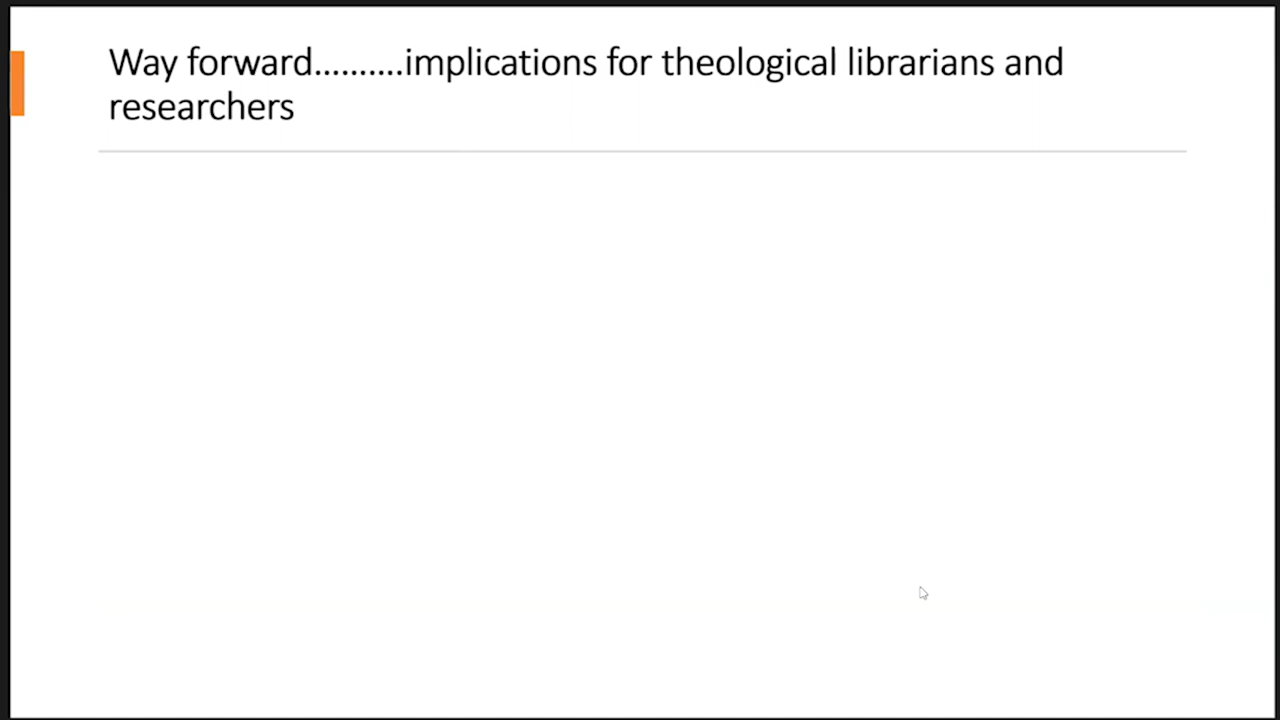 Way forward..........implications for theological librarians and
researchers